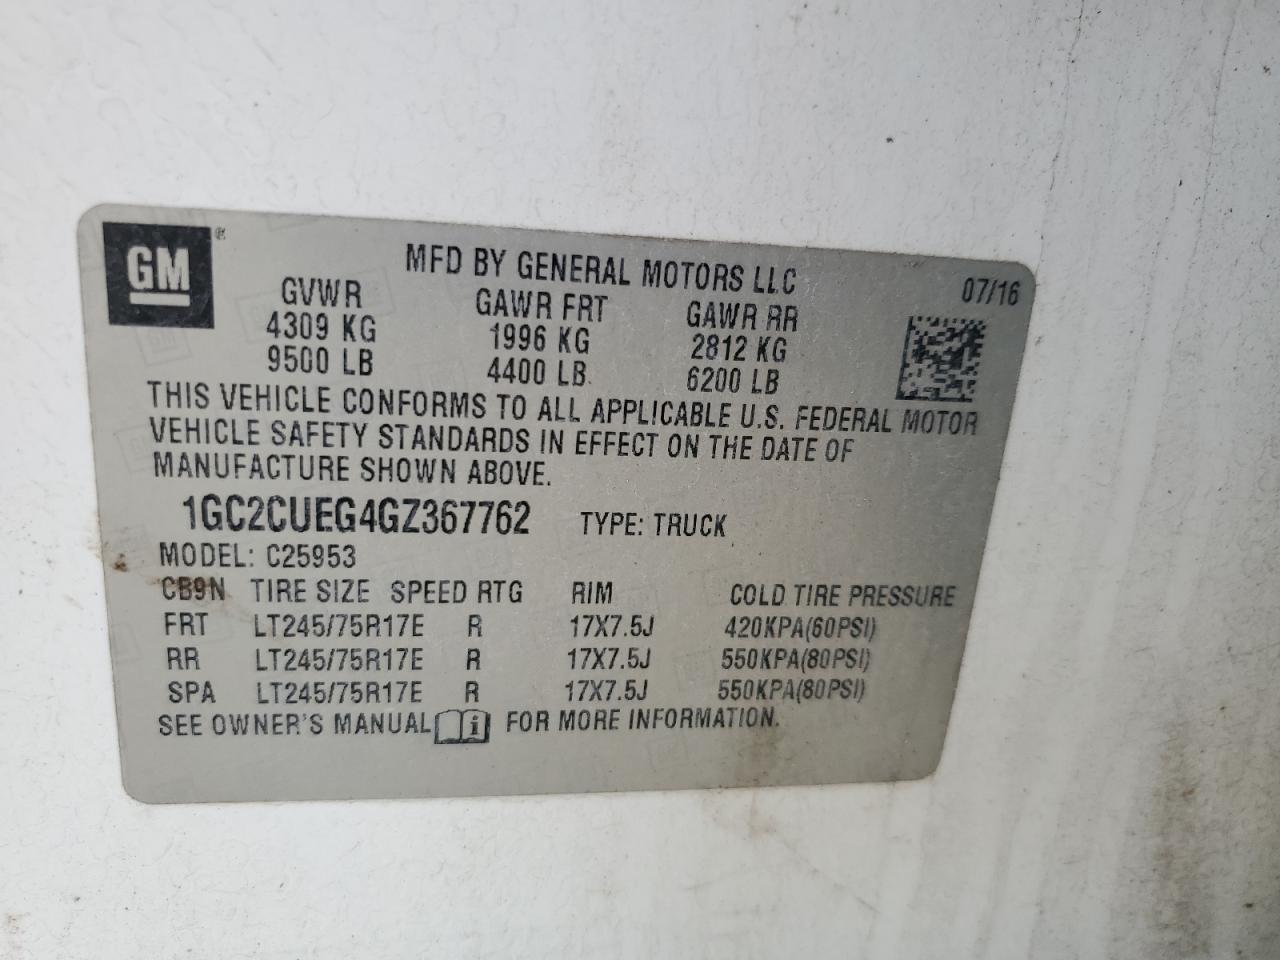 GM®
MFD BY GENERAL MOTORS LLC
07/16
GVWR GAWR FRT GAWR RR
4309 KG 1996 KG 2812 KG
9500 LB 4400 LB 6200 LB
THIS VEHICLE CONFORMS TO ALL APPLICABLE U.S. FEDERAL MOTOR
VEHICLE SAFETY STANDARDS IN EFFECT ON THE DATE OF
MANUFACTURE SHOWN ABOVE.
1GC2CUEG4GZ367762 TYPE: TRUCK
MODEL: C25953
CB9N TIRE SIZE SPEED RTG RIM COLD TIRE PRESSURE
FRT LT245/75R17E R 17X7.5J 420KPA(60PSI)
RR LT245/75R17E R 17X7.5J 550KPA(80PSI)
SPA LT245/75R17E R 17X7.5J 550KPA(80PSI)
SEE OWNER'S MANUAL i FOR MORE INFORMATION.